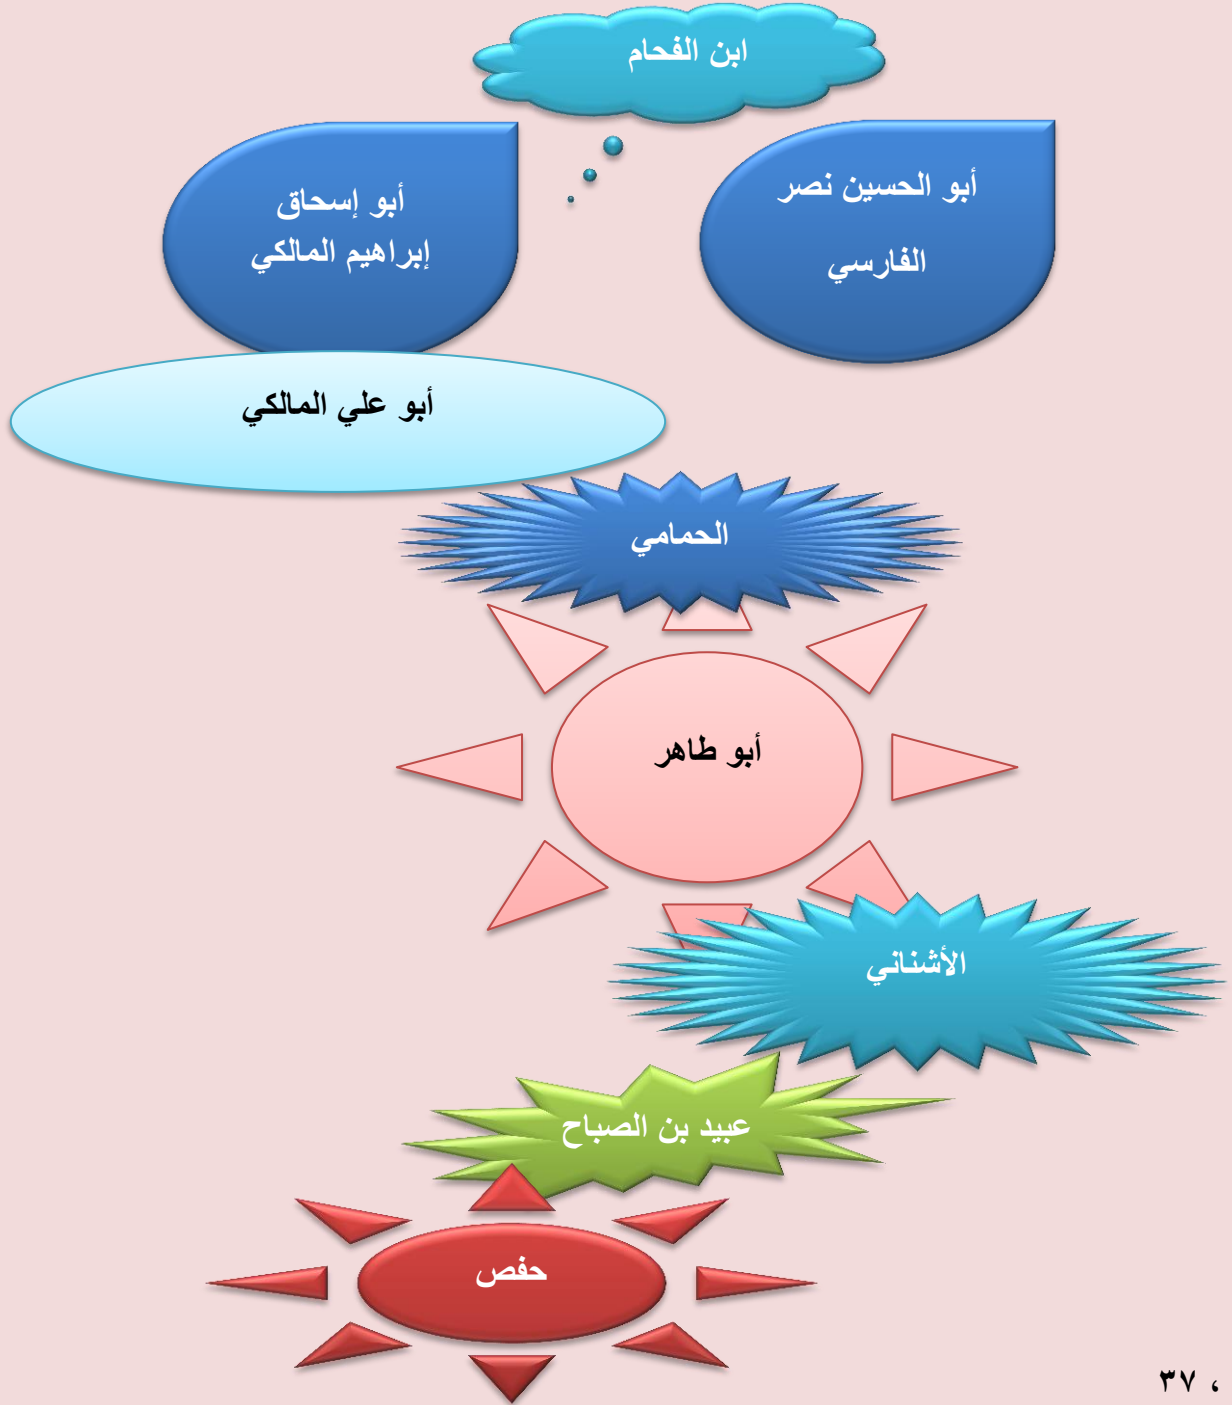 ابن الفحام
أبو الحسين نصر
الفارسي
أبو إسحاق
إبراهيم المالكي
أبو علي المالكي
الحمامي
أبو طاهر
الأشناني
عبيد بن الصباح
حفص
، ٣٧